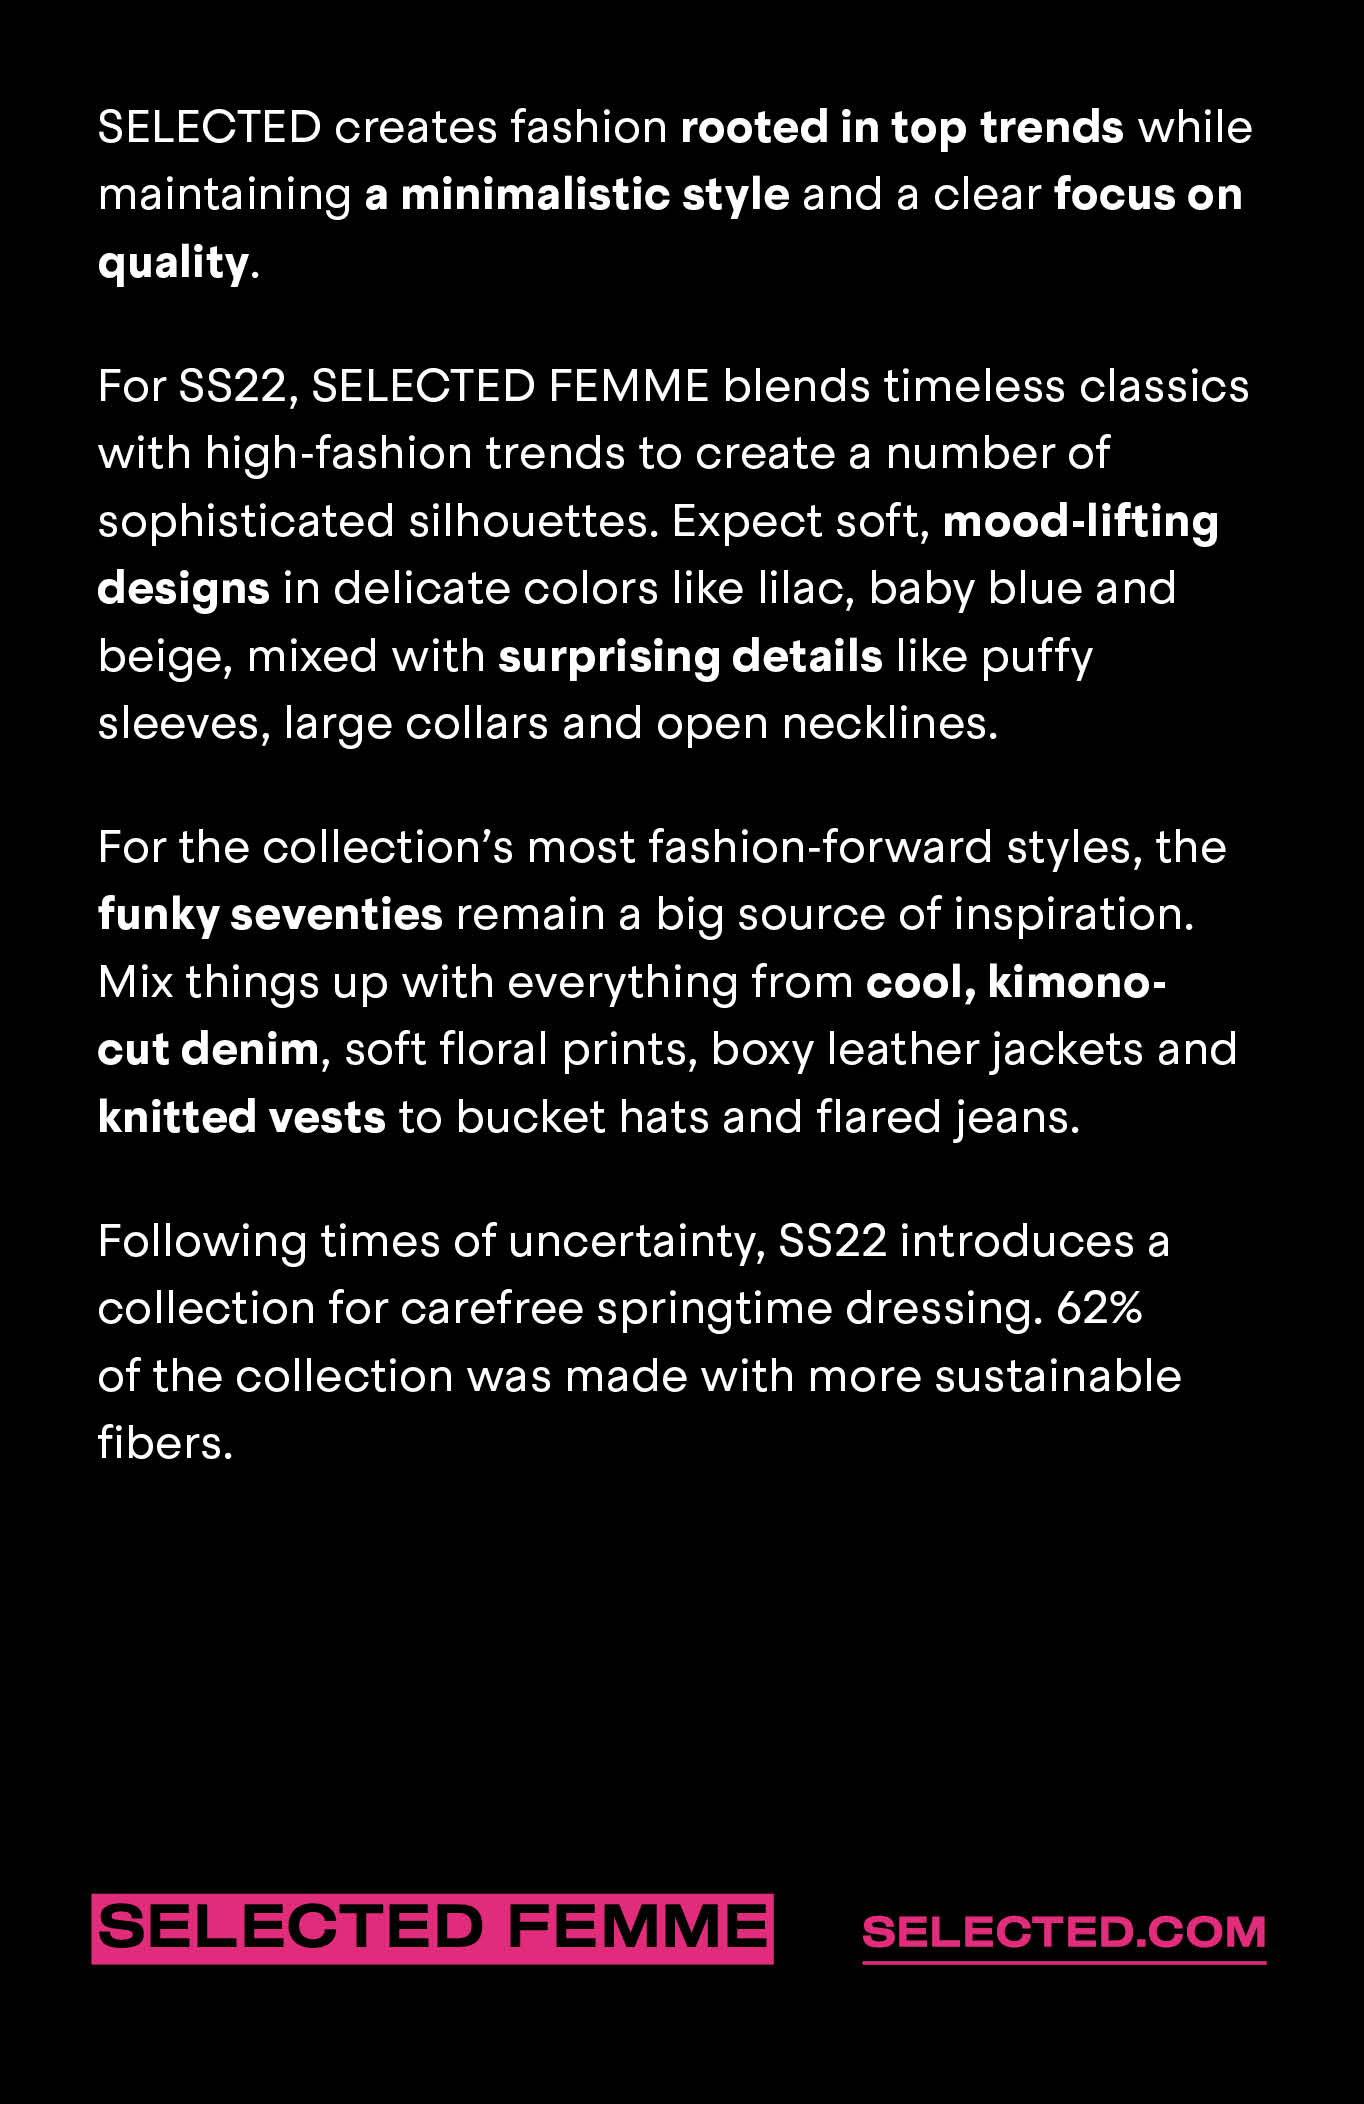 SELECTED creates fashion rooted in top trends while
maintaining a minimalistic style and a clear focus on
quality.
For SS22, SELECTED FEMME blends timeless classics
with high-fashion trends to create a number of
sophisticated silhouettes. Expect soft, mood-lifting
designs in delicate colors like lilac, baby blue and
beige, mixed with surprising details like puffy
sleeves, large collars and open necklines.
For the collection’s most fashion-forward styles, the
funky seventies remain a big source of inspiration.
Mix things up with everything from cool, kimono-
cut denim, soft floral prints, boxy leather jackets and
knitted vests to bucket hats and flared jeans.
Following times of uncertainty, SS22 introduces a
collection for carefree springtime dressing. 62%
of the collection was made with more sustainable
fibers.
SELECTED FEMME
SELECTED.COM